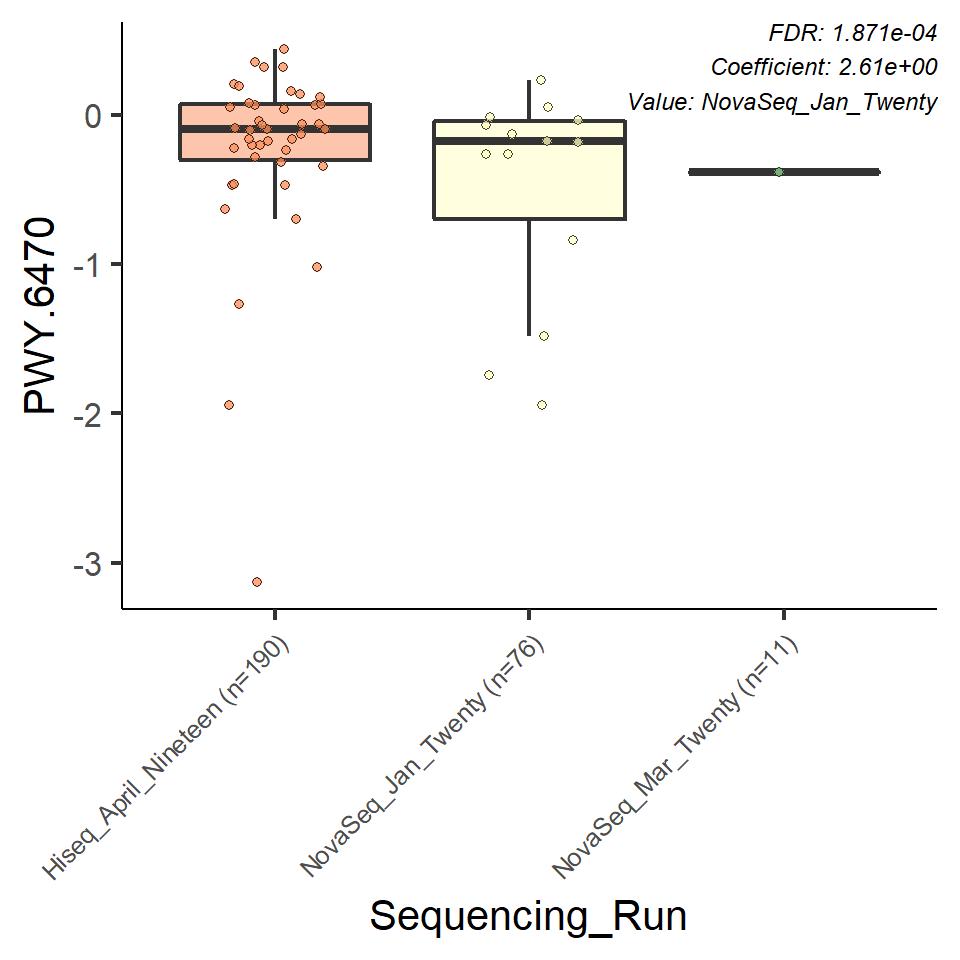 FDR: 1.871e-04
Coefficient: 2.61e+00
Value: NovaSeq_Jan_Twenty
PWY.6470
0
-1
-2
-3
Hiseq_April_Nineteen (n=190)
NovaSeq_Jan_Twenty (n=76)
NovaSeq_Mar_Twenty (n=11)
Sequencing_Run